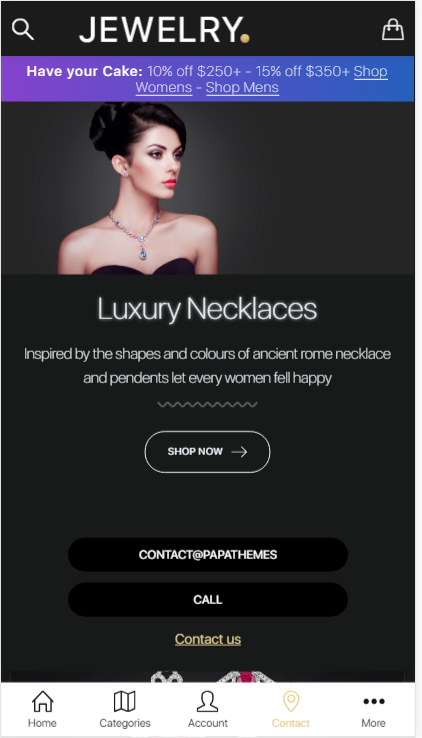 JEWELRY.
Have your Cake: 10% off $250+ - 15% off $350+ Shop
Womens - Shop Mens
Luxury Necklaces
Inspired by the shapes and colours of ancient rome necklace
and pendents let every women fell happy
SHOP NOW
CONTACT@PAPATHEMES
CALL
Contact us
Home Categories Account Contact More